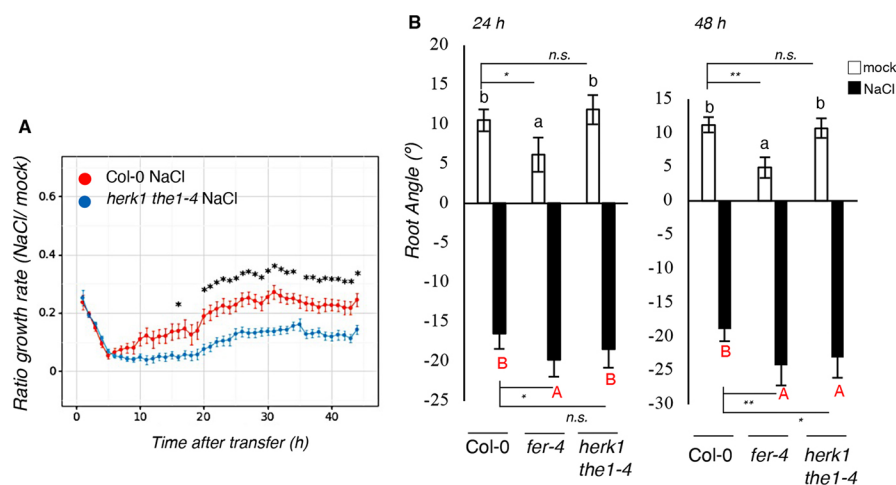 A
Ratio growth rate (NaCl/ mock)
0.6
0.4
0.2
0
Col-0 NaCl
herk1 the1-4 NaCl
* * * * * * * * * * * * * * * * * * * * * * * *
0 10 20 30 40
Time after transfer (h)
B
24 h
48 h
mock
NaCl
Root Angle (º)
20
15
10
5
0
-5
-10
-15
-20
-25
n.s.
*
b a b
B A B
*
n.s.
Col-0 fer-4 herk1
the1-4
15
10
5
0
-5
-10
-15
-20
-25
-30
n.s.
**
b a b
B A A
**
*
Col-0 fer-4 herk1
the1-4